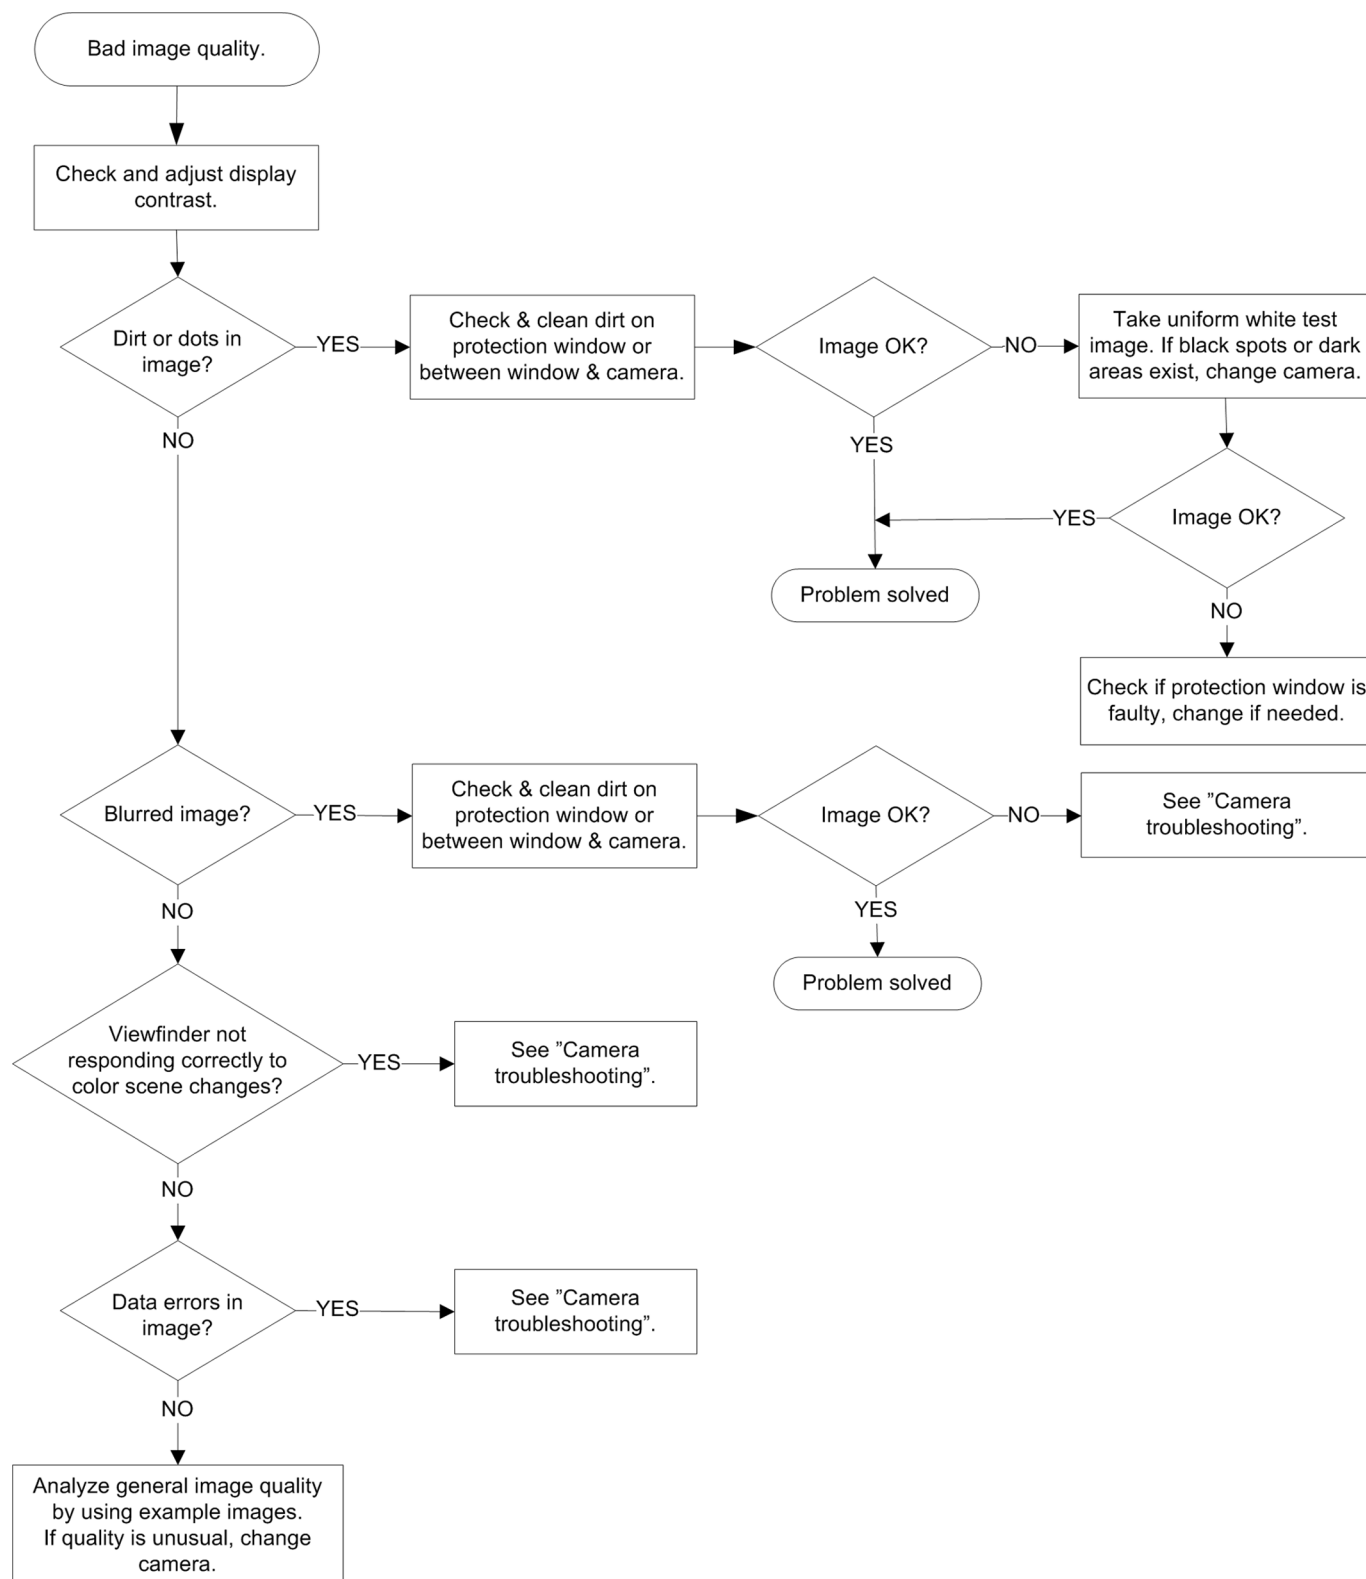 Bad image quality.
Check and adjust display
contrast.
Dirt or dots in
image?
YES
Check & clean dirt on
protection window or
between window & camera.
Image OK?
NO
Take uniform white test
image. If black spots or dark
areas exist, change camera.
NO
YES
YES
Image OK?
Problem solved
NO
Check if protection window is
faulty, change if needed.
Blurred image?
YES
Check & clean dirt on
protection window or
between window & camera.
Image OK?
NO
See ”Camera
troubleshooting”.
NO
YES
Problem solved
Viewfinder not
responding correctly to
color scene changes?
YES
See ”Camera
troubleshooting”.
NO
Data errors in
image?
YES
See ”Camera
troubleshooting”.
NO
Analyze general image quality
by using example images.
If quality is unusual, change
camera.